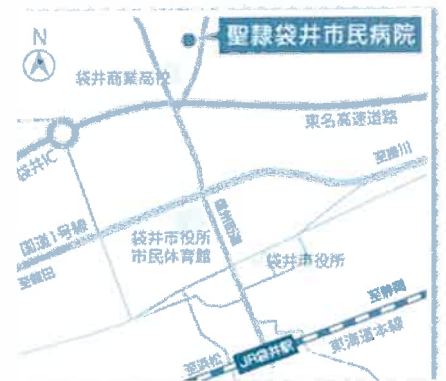 N
聖隷袋井市民病院
袋井商業高校
東名高速道路
袋井IC
至掛川
国道1号線
至磐田
袋井市役所
市民体育館
袋井市役所
至静岡
JR袋井駅
東海道本線
至浜松